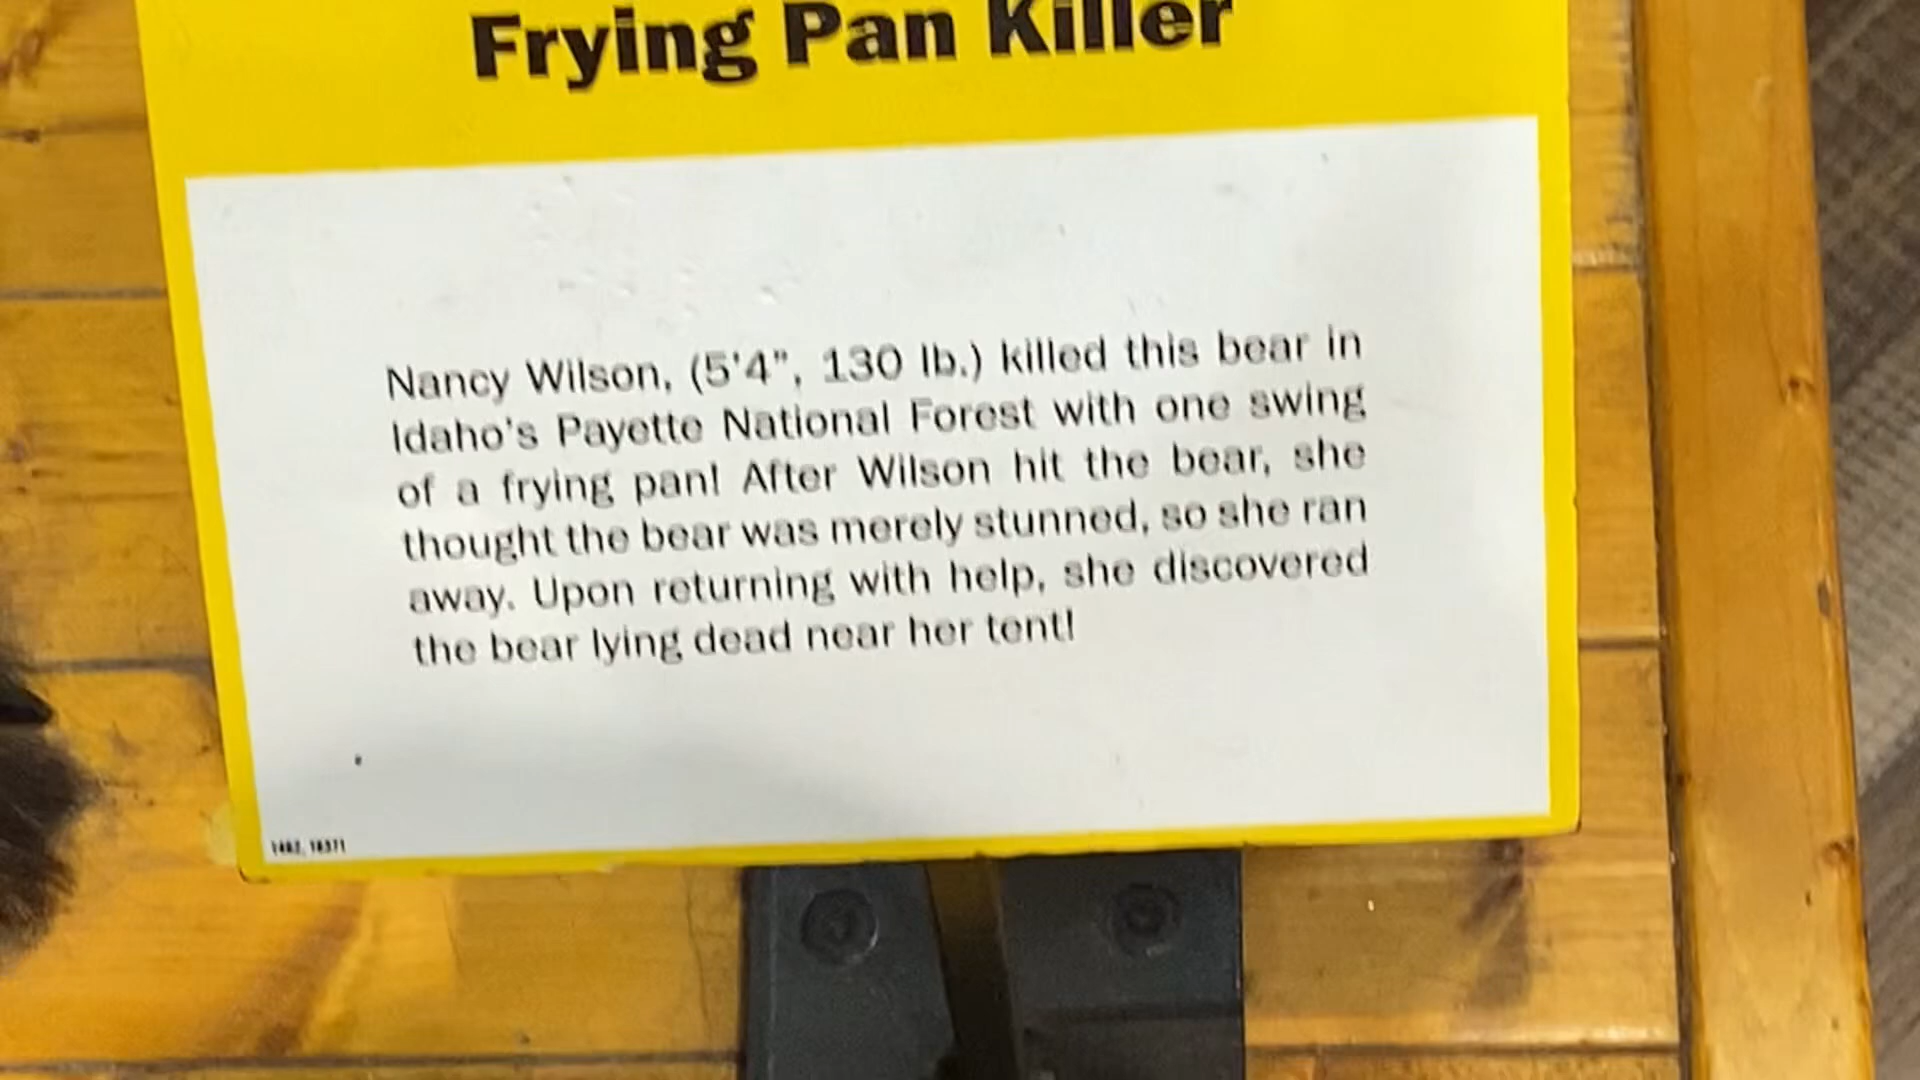 Frying Pan Killer
Nancy Wilson, (5'4", 130 lb.) killed this bear in
Idaho's Payette National Forest with one swing
of a frying pan! After Wilson hit the bear, she
thought the bear was merely stunned, so she ran
away. Upon returning with help, she discovered
the bear lying dead near her tent!